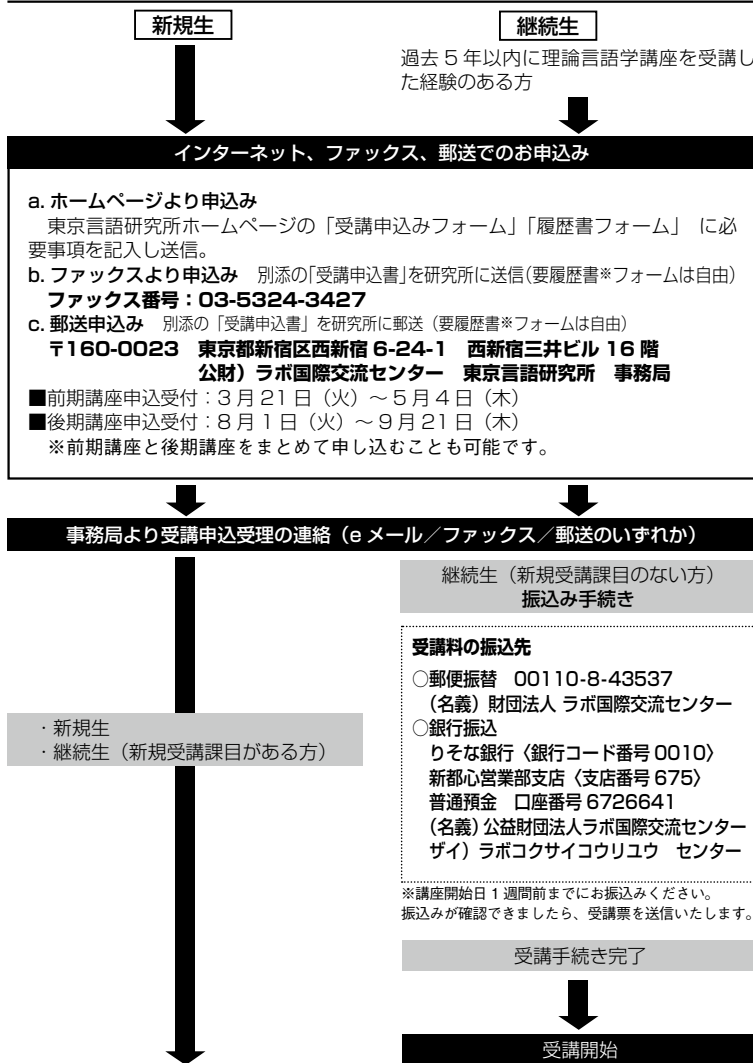 新規生
継続生
過去 5 年以内に理論言語学講座を受講し
た経験のある方
インターネット、ファックス、郵送でのお申込み
a. ホームページより申込み
東京言語研究所ホームページの「受講申込みフォーム」「履歴書フォーム」 に必
要事項を記入し送信。
b. ファックスより申込み　別添の「受講申込書」を研究所に送信（要履歴書※フォームは自由）
ファックス番号：03-5324-3427
c. 郵送申込み　別添の「受講申込書」を研究所に郵送（要履歴書※フォームは自由）
〒160-0023　東京都新宿区西新宿 6-24-1　西新宿三井ビル 16 階
公財）ラボ国際交流センター　東京言語研究所　事務局
■前期講座申込受付：3 月 21 日（火）～ 5 月 4 日（木）
■後期講座申込受付：8 月 1 日（火）～ 9 月 21 日（木）
※前期講座と後期講座をまとめて申し込むことも可能です。
事務局より受講申込受理の連絡（e メール／ファックス／郵送のいずれか）
継続生（新規受講課目のない方）
振込み手続き
受講料の振込先
○郵便振替　00110-8-43537
（名義）財団法人 ラボ国際交流センター
○銀行振込
りそな銀行〈銀行コード番号 0010〉
新都心営業部支店〈支店番号 675〉
普通預金　口座番号 6726641
（名義）公益財団法人ラボ国際交流センター
ザイ）ラボコクサイコウリユウ　センター
・新規生
・継続生（新規受講課目がある方）
※講座開始日 1 週間前までにお振込みください。
振込みが確認できましたら、受講票を送信いたします。
受講手続き完了
受講開始